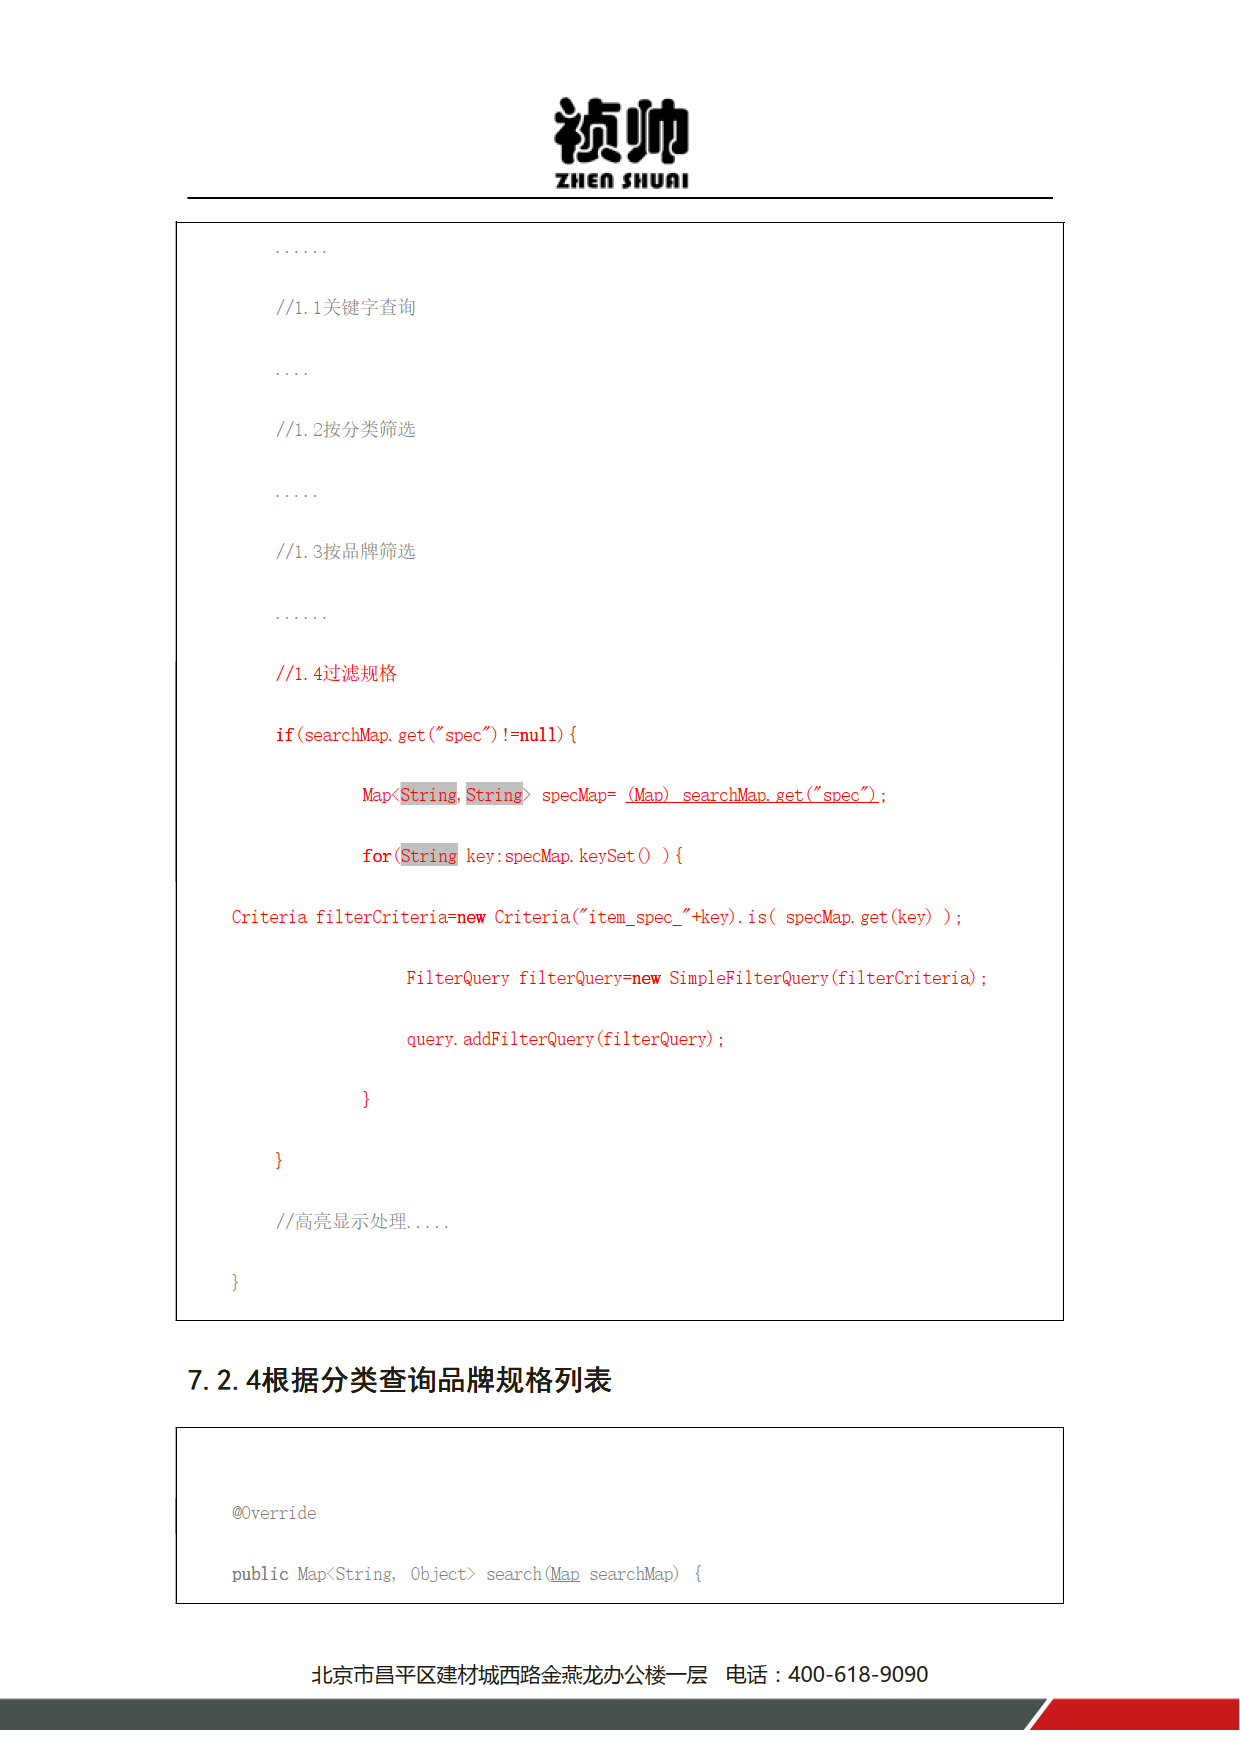 祯帅
ZHEN SHUAI
......
//1.1关键字查询
....
//1.2按分类筛选
.....
//1.3按品牌筛选
......
//1.4过滤规格
if(searchMap.get("spec")!=null){
Map<String,String> specMap= (Map) searchMap.get("spec");
for(String key:specMap.keySet() ){
Criteria filterCriteria=new Criteria("item_spec_"+key).is( specMap.get(key) );
FilterQuery filterQuery=new SimpleFilterQuery(filterCriteria);
query.addFilterQuery(filterQuery);
}
}
//高亮显示处理.....
}
7.2.4根据分类查询品牌规格列表
@Override
public Map<String, Object> search(Map searchMap) {
北京市昌平区建材城西路金燕龙办公楼一层 电话：400-618-9090